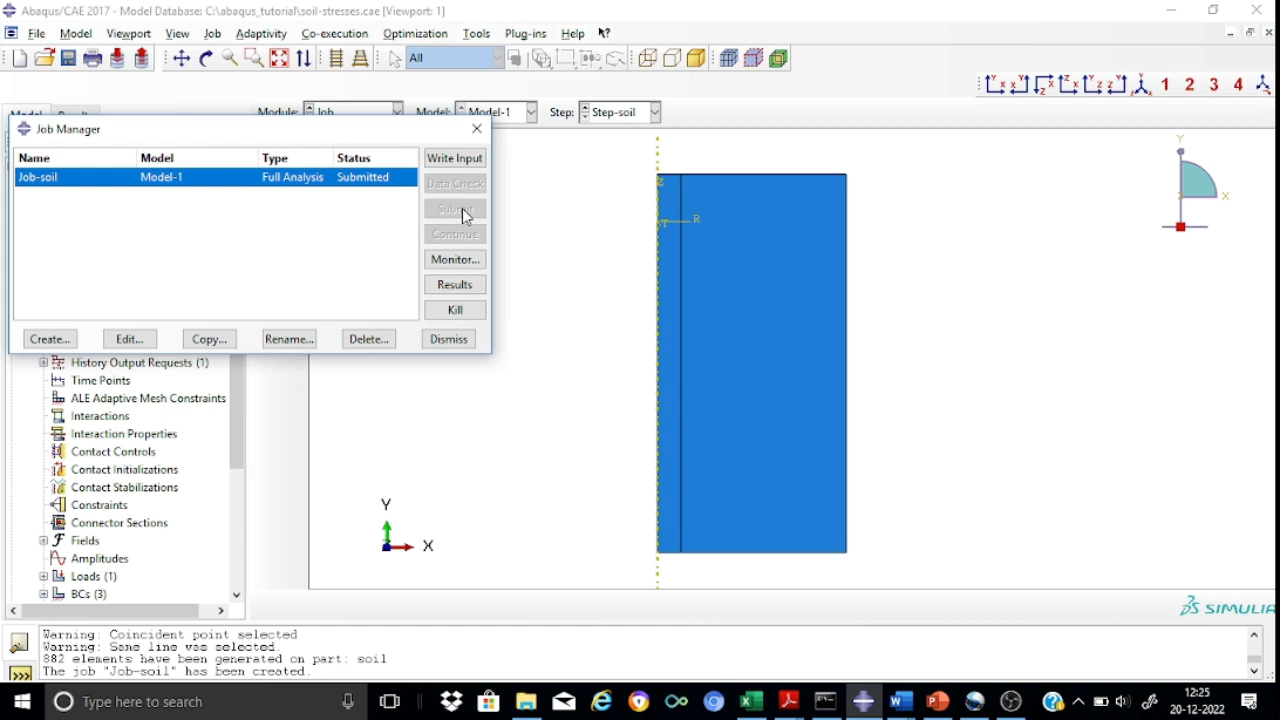 Abaqus/CAE 2017 - Model Database: C:\abaqus_tutorial\soil-stresses.cae [Viewport: 1]
File Model Viewport View Job Adaptivity Co-execution Optimization Tools Plug-ins Help
All
1 2 3 4
Module: Job Model: Model-1 Step: Step-soil
Job Manager
Name Model Type Status Write Input
Job-soil Model-1 Full Analysis Submitted
Data Check
Submit
Continue
Monitor...
Results
Kill
Create... Edit... Copy... Rename... Delete... Dismiss
History Output Requests (1)
Time Points
ALE Adaptive Mesh Constraints
Interactions
Interaction Properties
Contact Controls
Contact Initializations
Contact Stabilizations
Constraints
Connector Sections
Fields
Amplitudes
Loads (1)
BCs (3)
Z
T R
Y
X
Y
X
SIMULIA
Warning: Coincident point selected
Warning: Same line was selected.
882 elements have been generated on part: soil
The job "Job-soil" has been created.
Type here to search
12:25
20-12-2022